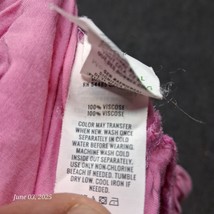 100% VISCOSE
100% VISCOSE
COLOR MAY TRANSFER
WHEN NEW. WASH ONCE
SEPARATELY IN COLD
WATER BEFORE WEARING.
MACHINE WASH COLD
INSIDE OUT. USE
ONLY NON-CHLORINE
BLEACH IF NEEDED. TUMBLE
DRY LOW. COOL IRON IF
NEEDED.
June 03, 2025